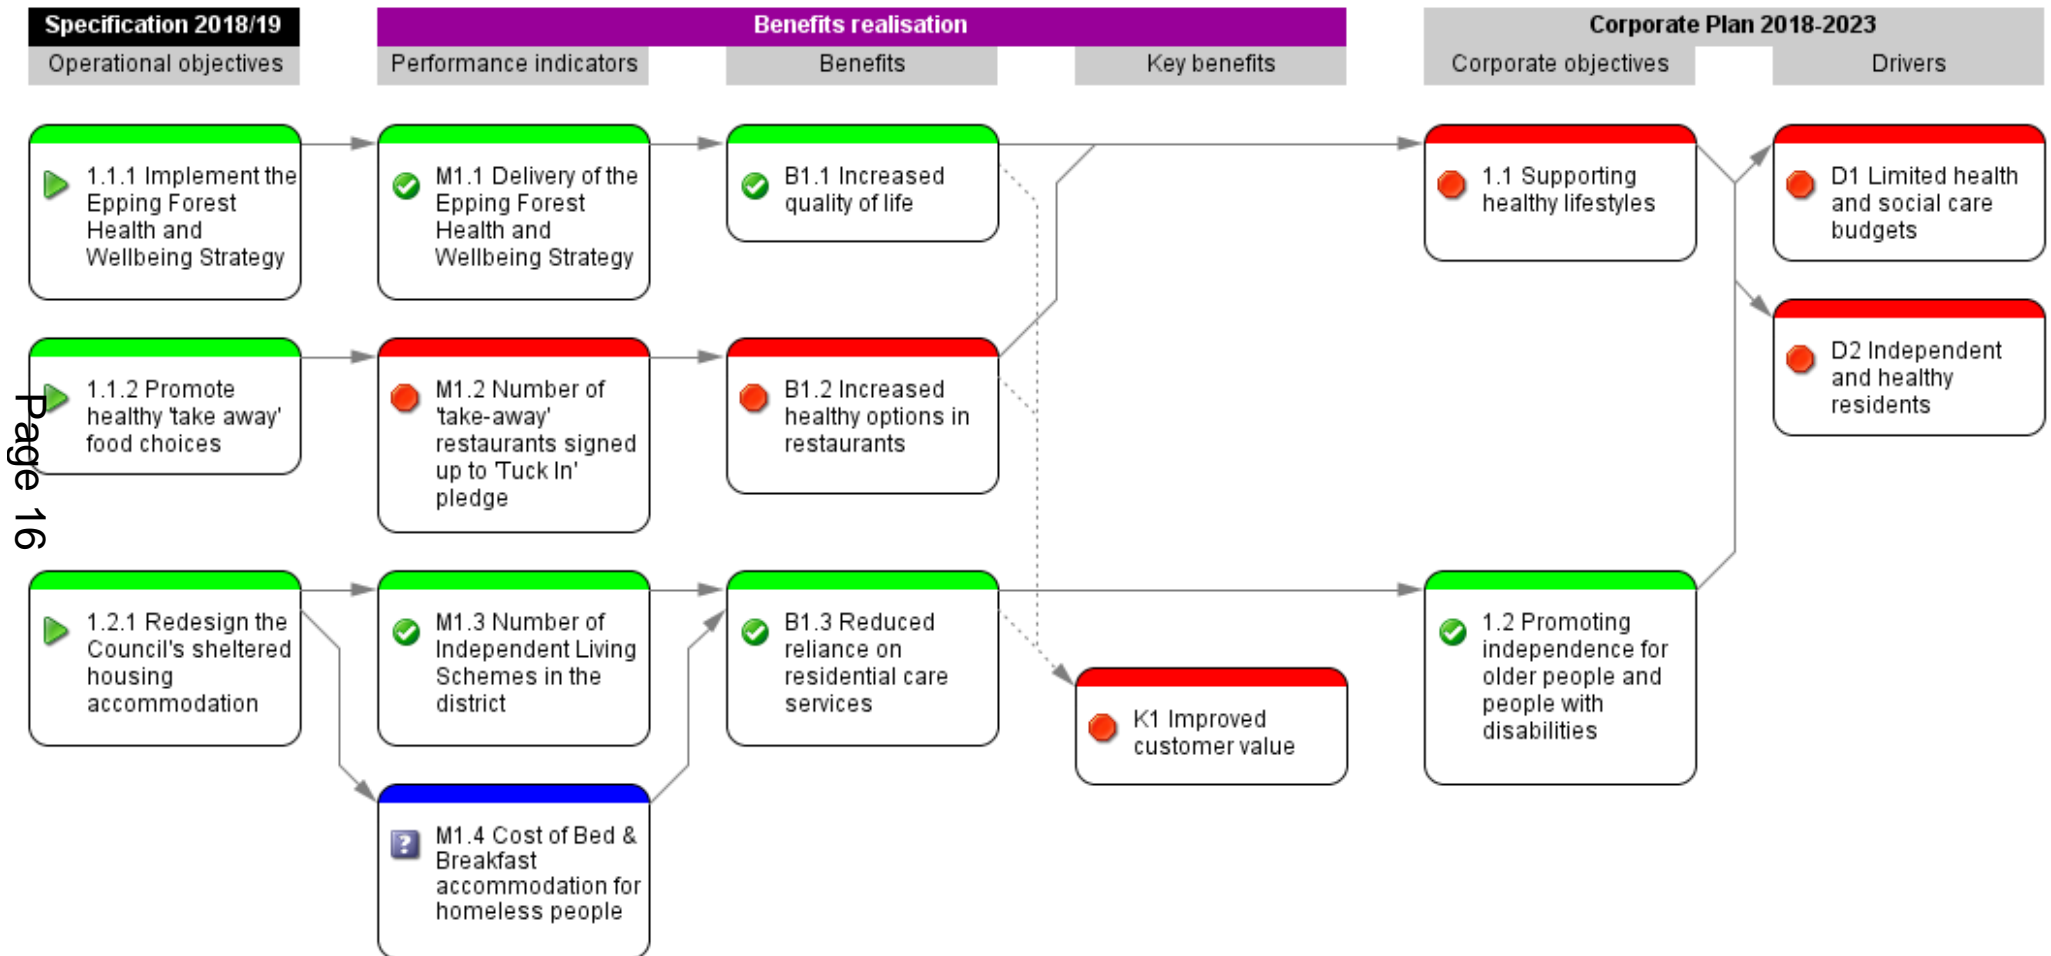 Specification 2018/19
Benefits realisation
Corporate Plan 2018-2023
Operational objectives
Performance indicators
Benefits
Key benefits
Corporate objectives
Drivers
1.1.1 Implement the
Epping Forest
Health and
Wellbeing Strategy
M1.1 Delivery of the
Epping Forest
Health and
Wellbeing Strategy
B1.1 Increased
quality of life
1.1 Supporting
healthy lifestyles
D1 Limited health
and social care
budgets
1.1.2 Promote
healthy 'take away'
food choices
M1.2 Number of
'take-away'
restaurants signed
up to 'Tuck In'
pledge
B1.2 Increased
healthy options in
restaurants
D2 Independent
and healthy
residents
Page 16
1.2.1 Redesign the
Council's sheltered
housing
accommodation
M1.3 Number of
Independent Living
Schemes in the
district
B1.3 Reduced
reliance on
residential care
services
K1 Improved
customer value
1.2 Promoting
independence for
older people and
people with
disabilities
?
M1.4 Cost of Bed &
Breakfast
accommodation for
homeless people